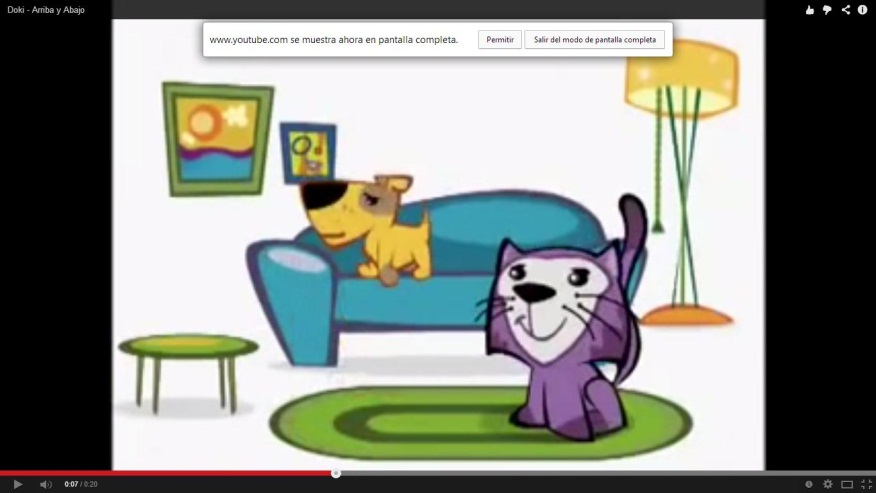 Doki - Arriba y Abajo
www.youtube.com se muestra ahora en pantalla completa. Permitir Salir del modo de pantalla completa
0:07 / 0:20